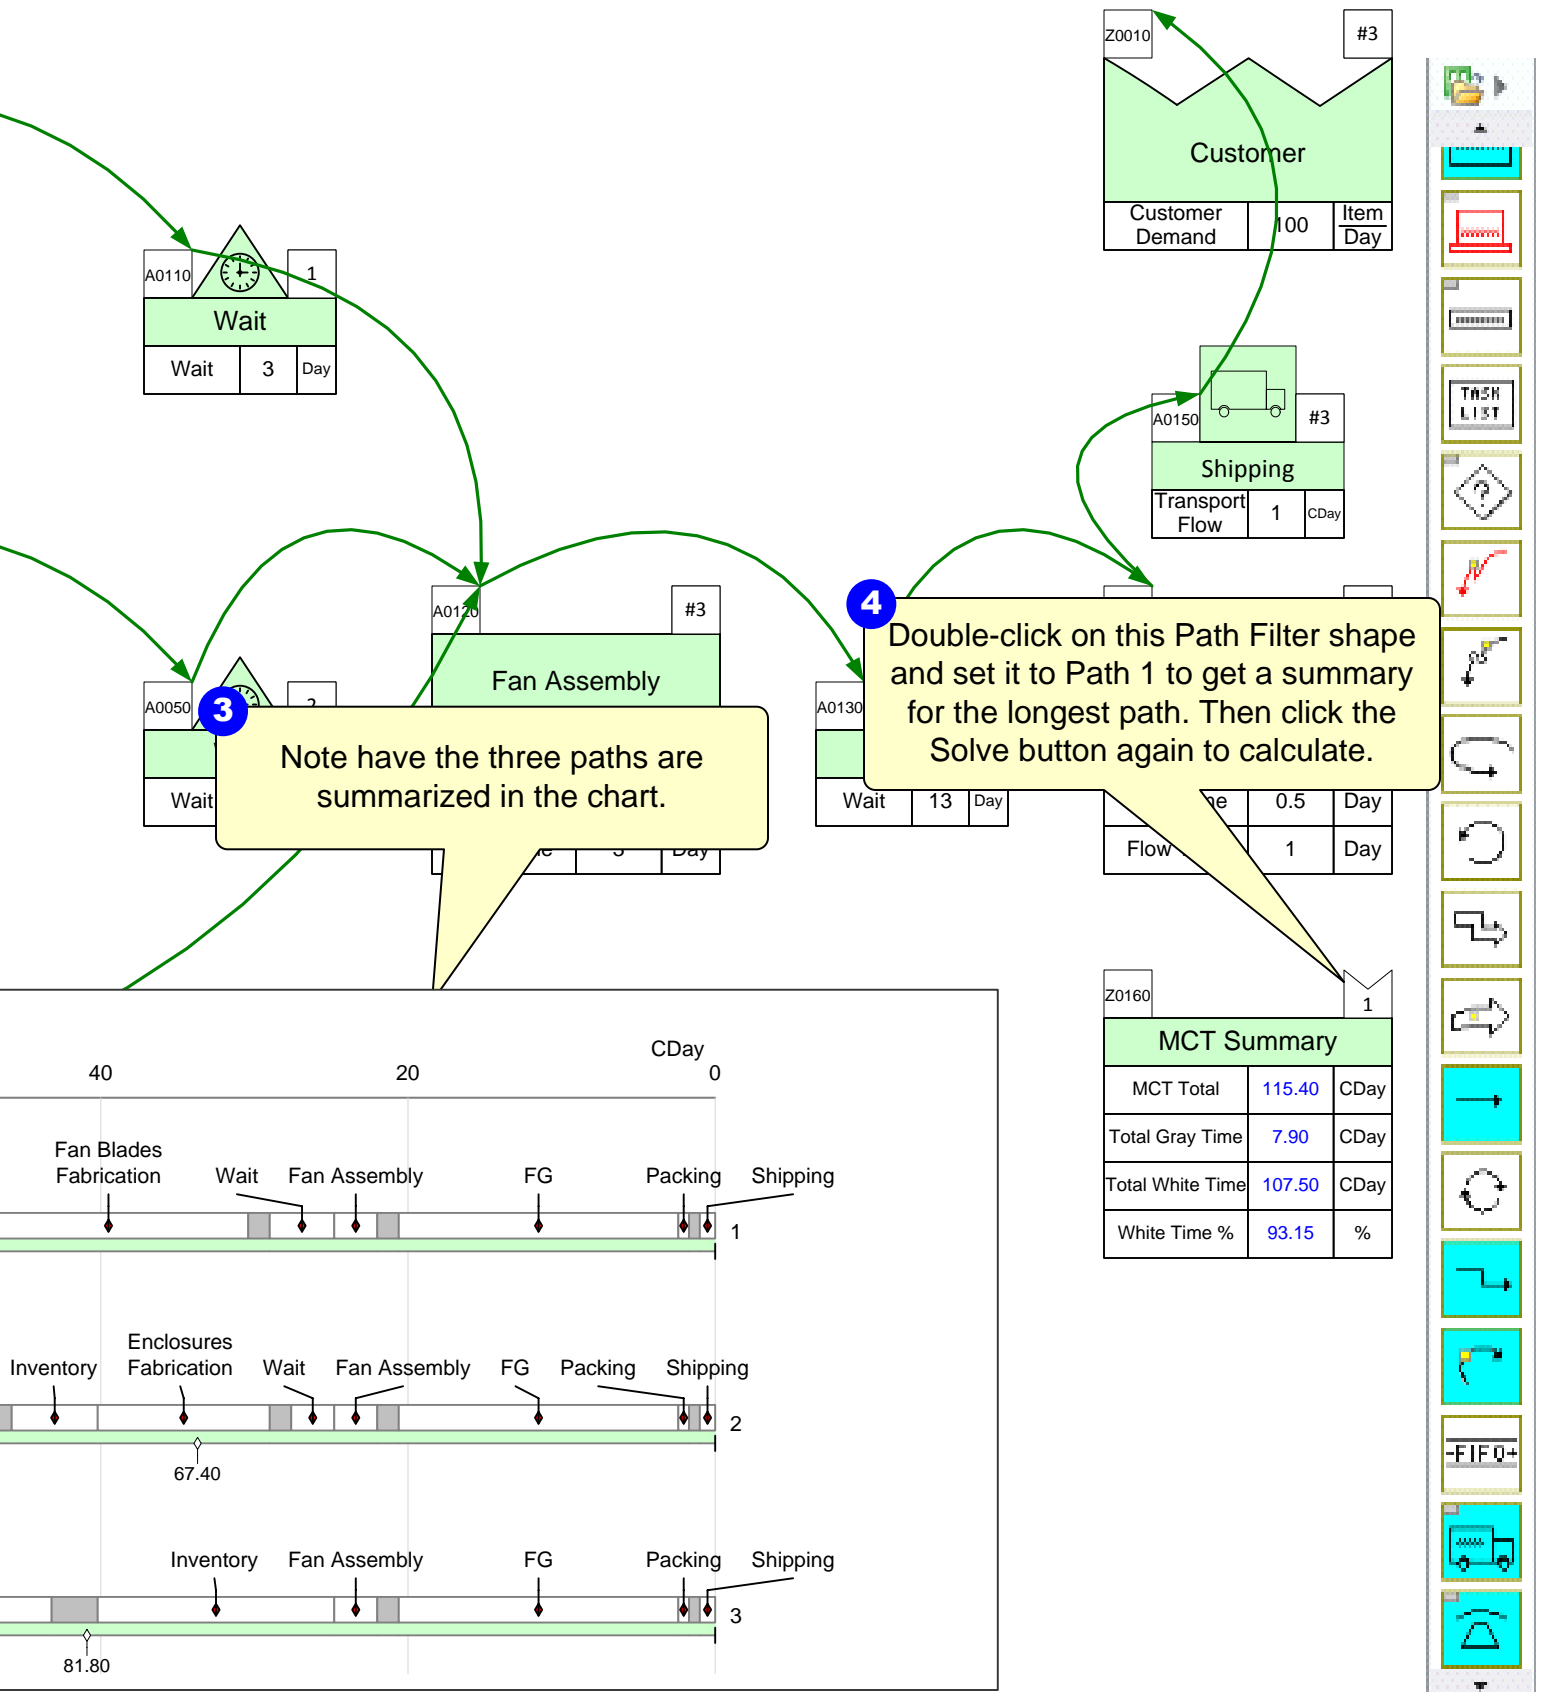 Z0010
#3
Customer
Customer
Demand
100
Item
Day
A0110
1
Wait
Wait
3
Day
A0150
#3
Shipping
Transport
Flow
1
CDay
TASK
LIST
A0120
#3
Fan Assembly
A0050
2
Wait
3
Note have the three paths are
summarized in the chart.
3
Day
A0130
Wait
13
Day
4
Double-click on this Path Filter shape
and set it to Path 1 to get a summary
for the longest path. Then click the
Solve button again to calculate.
0.5
Day
Flow
1
Day
Z0160
1
MCT Summary
MCT Total
115.40
CDay
Total Gray Time
7.90
CDay
Total White Time
107.50
CDay
White Time %
93.15
%
CDay
40
20
0
Fan Blades
Fabrication
Wait
Fan Assembly
FG
Packing
Shipping
1
Inventory
Enclosures
Fabrication
Wait
Fan Assembly
FG
Packing
Shipping
2
67.40
Inventory
Fan Assembly
FG
Packing
Shipping
3
81.80
-FIFO+